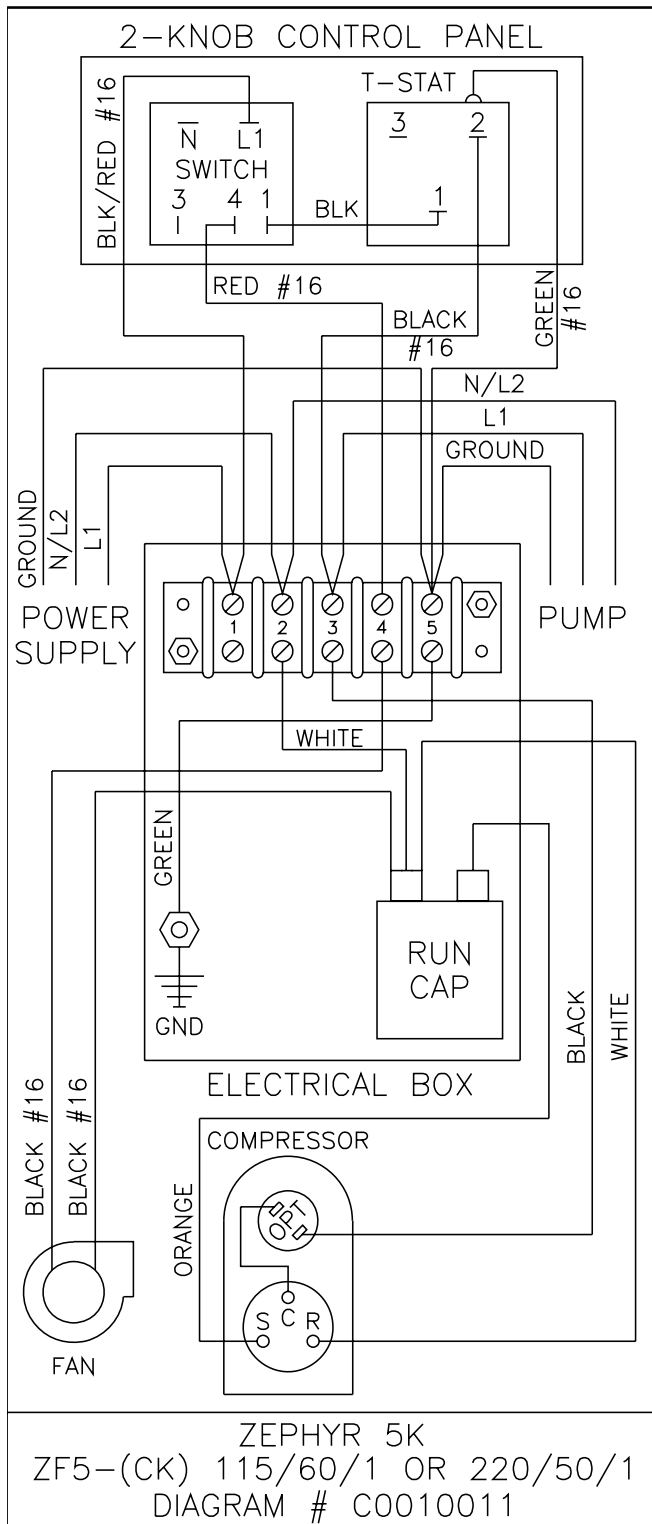 2-KNOB CONTROL PANEL
BLK/RED #16
T-STAT
N L1
SWITCH
3 4 1
3 2
1
BLK
RED #16
BLACK
#16
GREEN
#16
N/L2
L1
GROUND
GROUND
N/L2
L1
POWER
SUPPLY
1 2 3 4 5
PUMP
WHITE
GREEN
RUN
CAP
GND
BLACK
WHITE
ELECTRICAL BOX
BLACK #16
BLACK #16
COMPRESSOR
ORANGE
OPT
S C R
FAN
ZEPHYR 5K
ZF5-(CK) 115/60/1 OR 220/50/1
DIAGRAM # C0010011